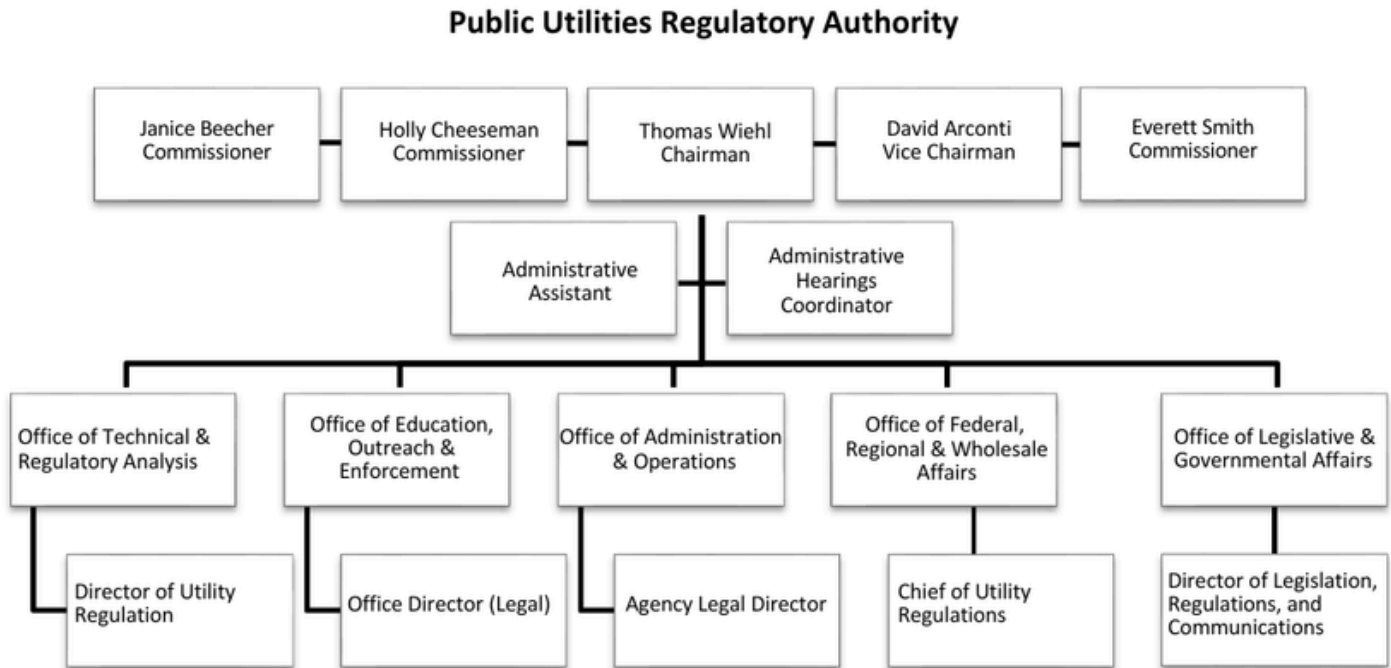 Public Utilities Regulatory Authority
Janice Beecher
Commissioner
Holly Cheeseman
Commissioner
Thomas Wiehl
Chairman
David Arconti
Vice Chairman
Everett Smith
Commissioner
Administrative
Assistant
Administrative
Hearings
Coordinator
Office of Technical &
Regulatory Analysis
Office of Education,
Outreach &
Enforcement
Office of Administration
& Operations
Office of Federal,
Regional & Wholesale
Affairs
Office of Legislative &
Governmental Affairs
Director of Utility
Regulation
Office Director (Legal)
Agency Legal Director
Chief of Utility
Regulations
Director of Legislation,
Regulations, and
Communications